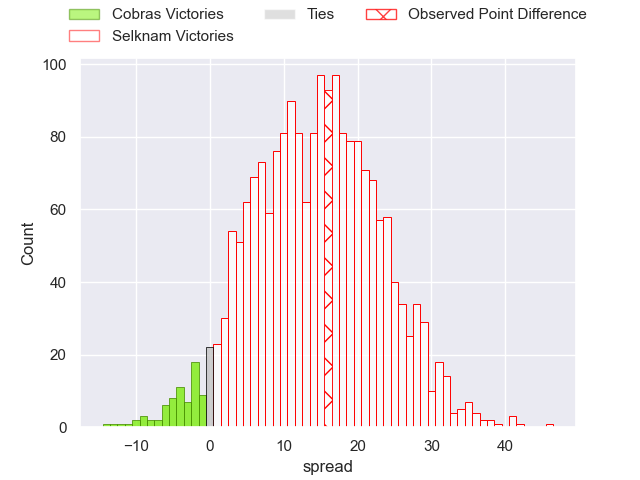 Cobras Victories Ties Observed Point Difference
Selknam Victories
100
80
60
40
20
0
Count
−10 0 10 20 30 40
spread